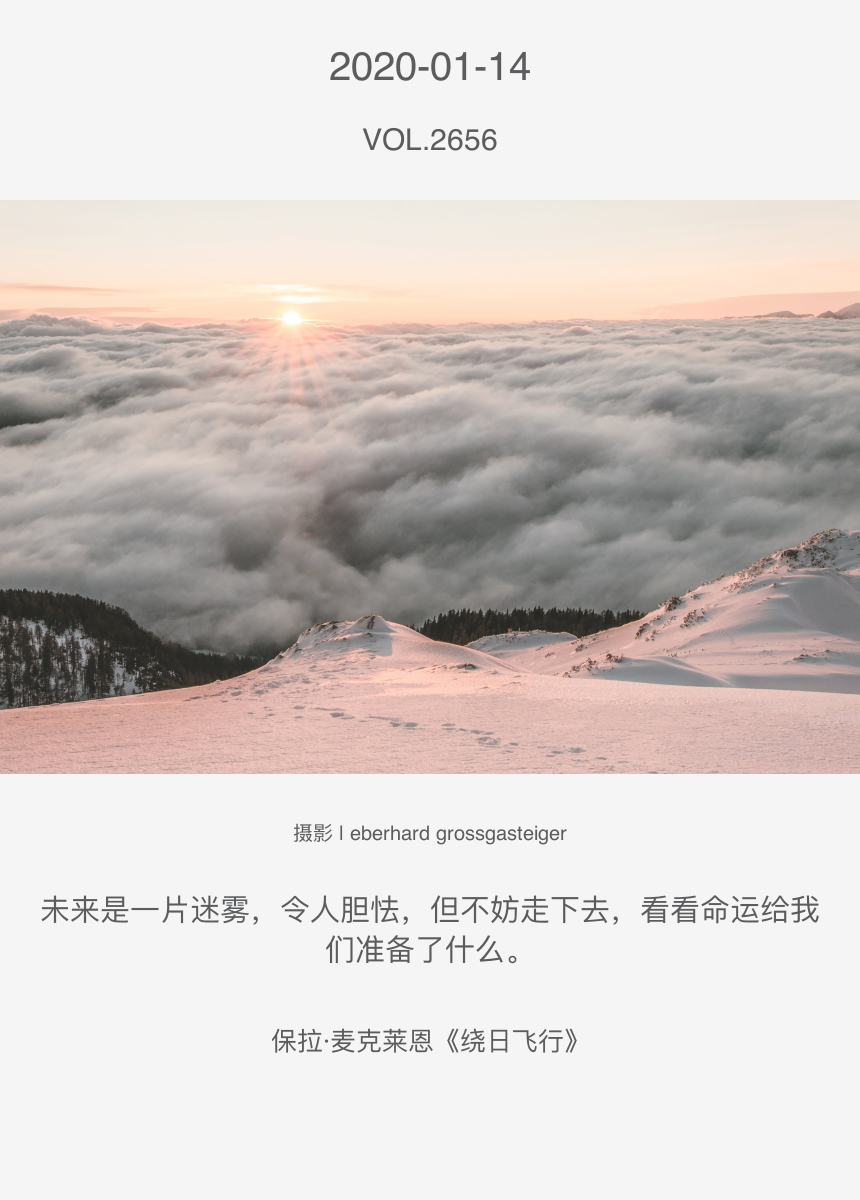 2020-01-14
VOL.2656
摄影 l eberhard grossgasteiger
未来是一片迷雾，令人胆怯，但不妨走下去，看看命运给我
们准备了什么。
保拉·麦克莱恩《绕日飞行》